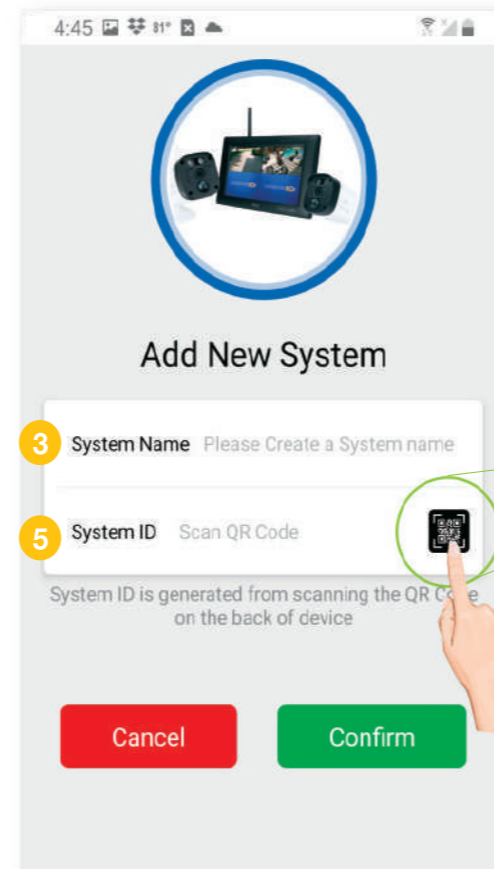 4:45 81°
Add New System
3 System Name Please Create a System name
5 System ID Scan QR Code
System ID is generated from scanning the QR Code
on the back of device
Cancel Confirm